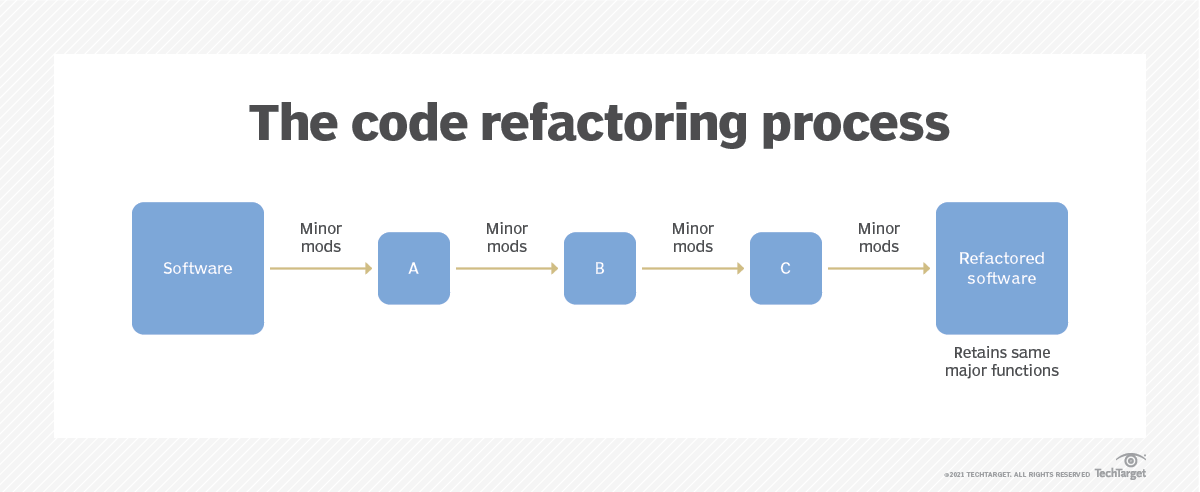 The code refactoring process
Software
Minor
mods
A
Minor
mods
B
Minor
mods
C
Minor
mods
Refactored
software
Retains same
major functions
©2021 TECHTARGET. ALL RIGHTS RESERVED
TechTarget